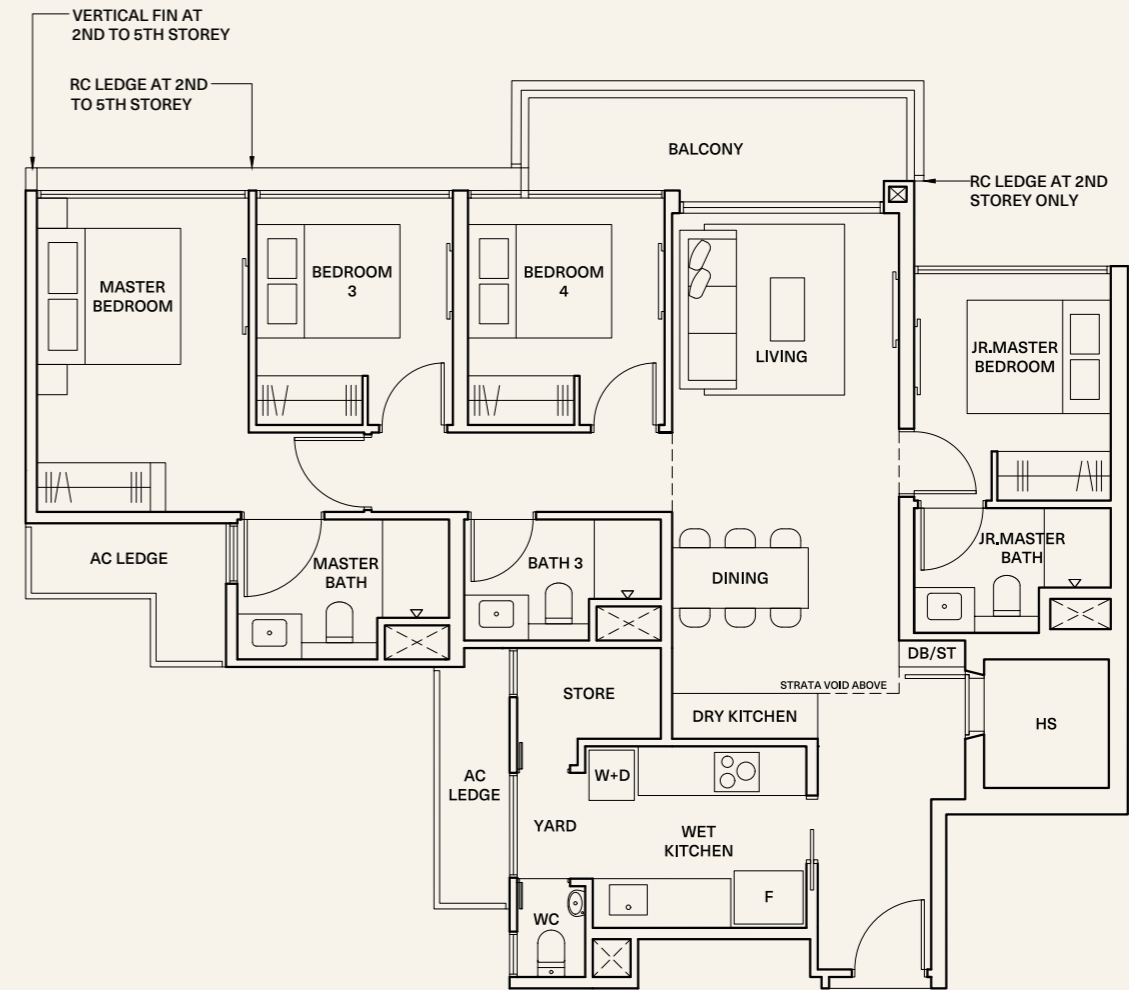 VERTICAL FIN AT
2ND TO 5TH STOREY
RC LEDGE AT 2ND
TO 5TH STOREY
BALCONY
RC LEDGE AT 2ND
STOREY ONLY
MASTER
BEDROOM
BEDROOM
3
BEDROOM
4
LIVING
JR.MASTER
BEDROOM
AC LEDGE
MASTER
BATH
BATH 3
DINING
JR.MASTER
BATH
DB/ST
STORE
STRATA VOID ABOVE
DRY KITCHEN
HS
AC
LEDGE
W+D
YARD
WET
KITCHEN
F
WC